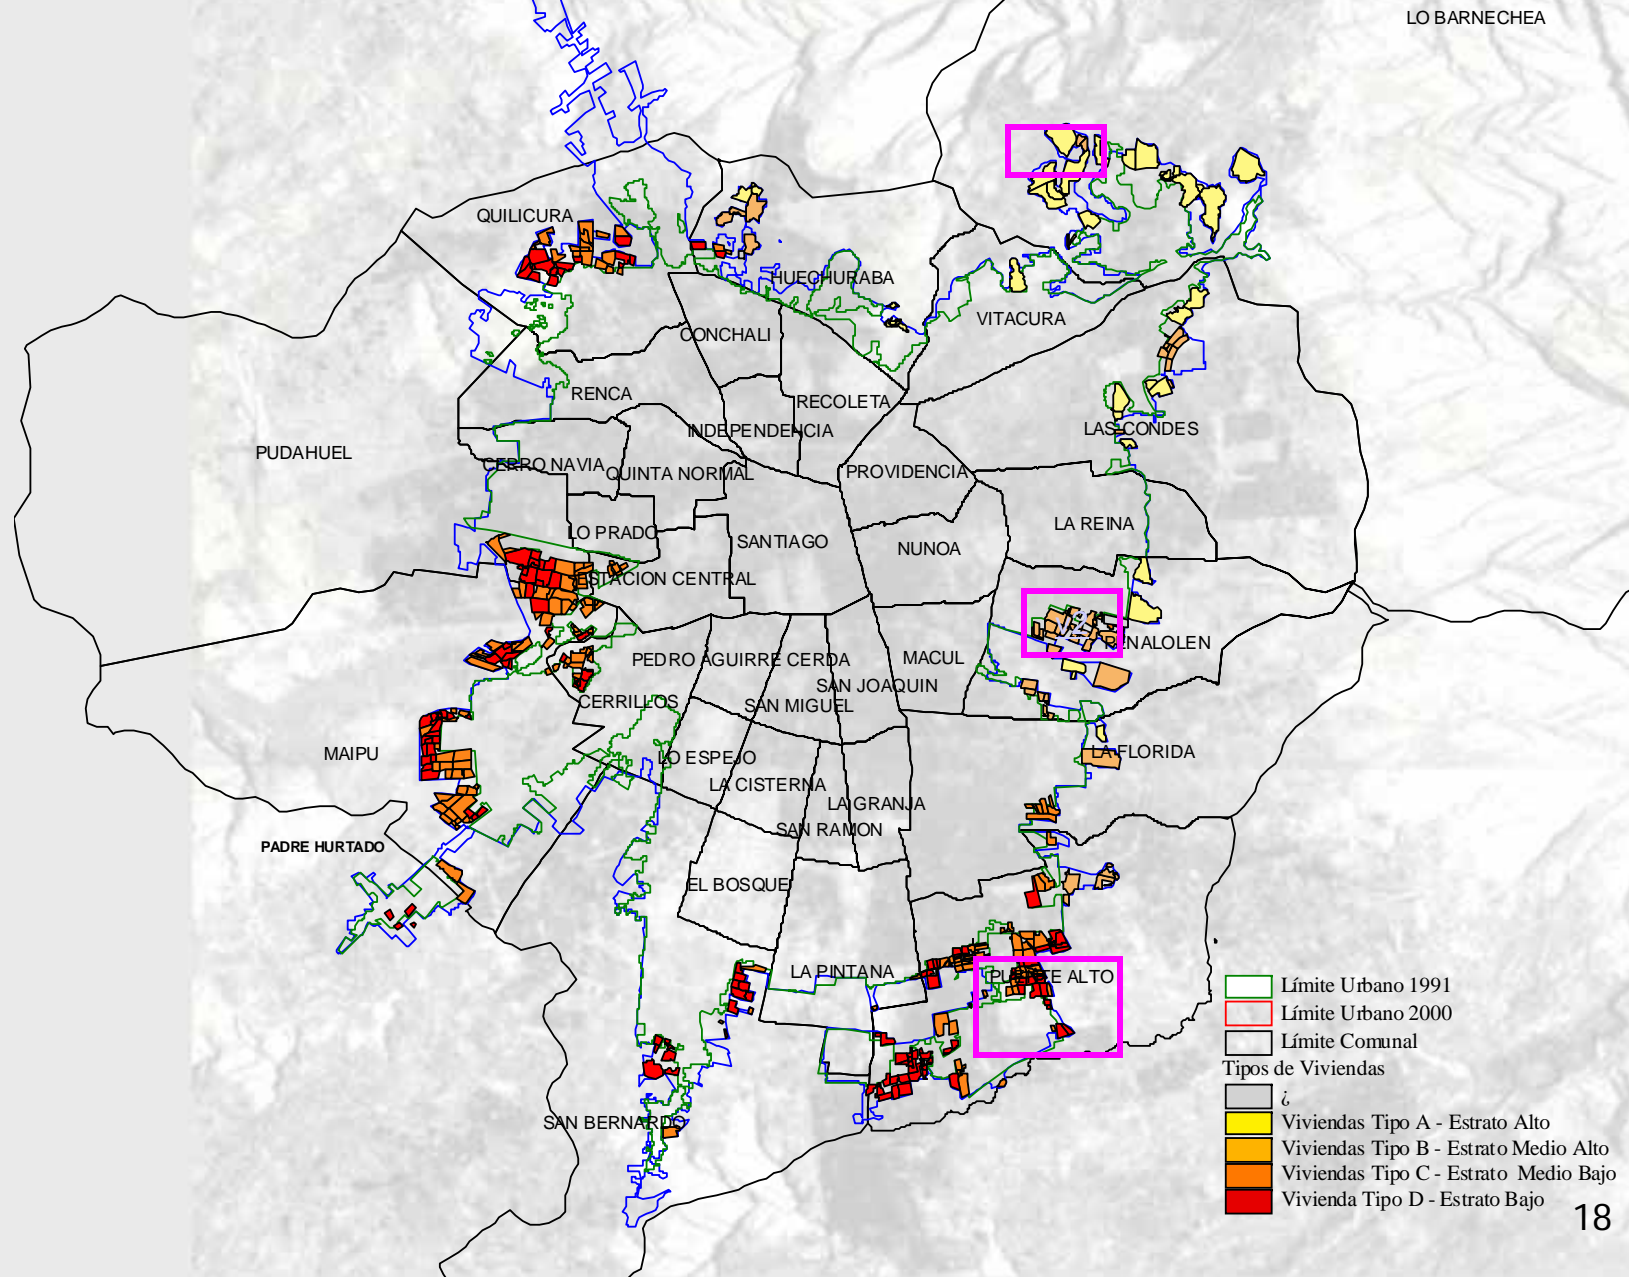 LO BARNECHEA
QUILICURA
HUECHURABA
VITACURA
CONCHALI
RENCA
RECOLETA
INDEPENDENCIA
LAS CONDES
PUDAHUEL
CERRO NAVIA
QUINTA NORMAL
PROVIDENCIA
LO PRADO
SANTIAGO
NUNOA
LA REINA
ESTACION CENTRAL
PEDRO AGUIRRE CERDA
MACUL
PENALOLEN
SAN JOAQUIN
CERRILLOS
SAN MIGUEL
MAIPU
LO ESPEJO
LA FLORIDA
LA CISTERNA
LA GRANJA
SAN RAMON
PADRE HURTADO
EL BOSQUE
LA PINTANA
PUENTE ALTO
SAN BERNARDO
Límite Urbano 1991
Límite Urbano 2000
Límite Comunal
Tipos de Viviendas
¿
Viviendas Tipo A - Estrato Alto
Viviendas Tipo B - Estrato Medio Alto
Viviendas Tipo C - Estrato Medio Bajo
Vivienda Tipo D - Estrato Bajo
18